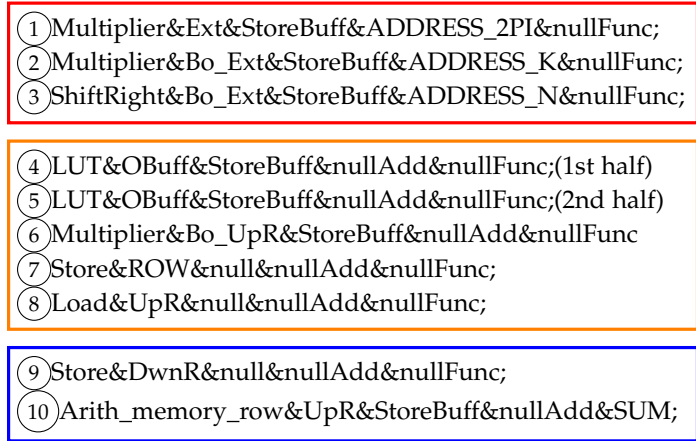 1 Multiplier&Ext&StoreBuff&ADDRESS_2PI&nullFunc;
2 Multiplier&Bo_Ext&StoreBuff&ADDRESS_K&nullFunc;
3 ShiftRight&Bo_Ext&StoreBuff&ADDRESS_N&nullFunc;
4 LUT&OBuff&StoreBuff&nullAdd&nullFunc;(1st half)
5 LUT&OBuff&StoreBuff&nullAdd&nullFunc;(2nd half)
6 Multiplier&Bo_UpR&StoreBuff&nullAdd&nullFunc
7 Store&ROW&null&nullAdd&nullFunc;
8 Load&UpR&null&nullAdd&nullFunc;
9 Store&DwnR&null&nullAdd&nullFunc;
10 Arith_memory_row&UpR&StoreBuff&nullAdd&SUM;